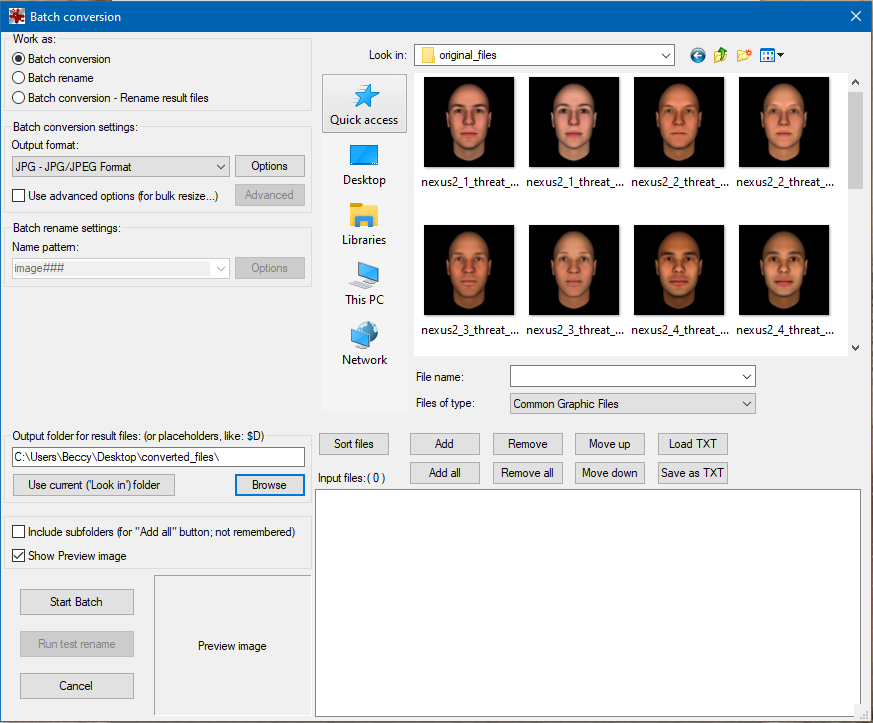 Batch conversion
Work as:
Batch conversion
Batch rename
Batch conversion - Rename result files
Batch conversion settings:
Output format:
JPG - JPG/JPEG Format
Options
Use advanced options (for bulk resize...)
Advanced
Batch rename settings:
Name pattern:
image###
Options
Output folder for result files: (or placeholders, like: $D)
C:\Users\Beccy\Desktop\converted_files\
Use current ('Look in') folder
Browse
Include subfolders (for "Add all" button; not remembered)
Show Preview image
Start Batch
Run test rename
Cancel
Preview image
Look in:
original_files
Quick access
Desktop
Libraries
This PC
Network
nexus2_1_threat_...
nexus2_1_threat_...
nexus2_2_threat_...
nexus2_2_threat_...
nexus2_3_threat_...
nexus2_3_threat_...
nexus2_4_threat_...
nexus2_4_threat_...
File name:
Files of type:
Common Graphic Files
Sort files
Add
Remove
Move up
Load TXT
Input files: ( 0 )
Add all
Remove all
Move down
Save as TXT